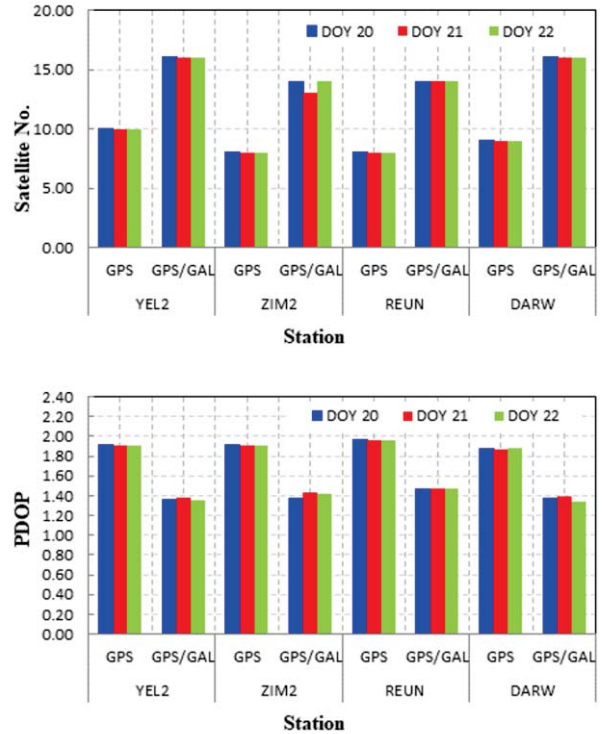 20.00
DOY 20 DOY 21 DOY 22
15.00
10.00
5.00
0.00
Satellite No.
GPS GPS/GAL GPS GPS/GAL GPS GPS/GAL GPS GPS/GAL
YEL2 ZIM2 REUN DARW
Station
2.40
DOY 20 DOY 21 DOY 22
2.20
2.00
1.80
1.60
1.40
1.20
1.00
0.80
0.60
0.40
0.20
0.00
PDOP
GPS GPS/GAL GPS GPS/GAL GPS GPS/GAL GPS GPS/GAL
YEL2 ZIM2 REUN DARW
Station